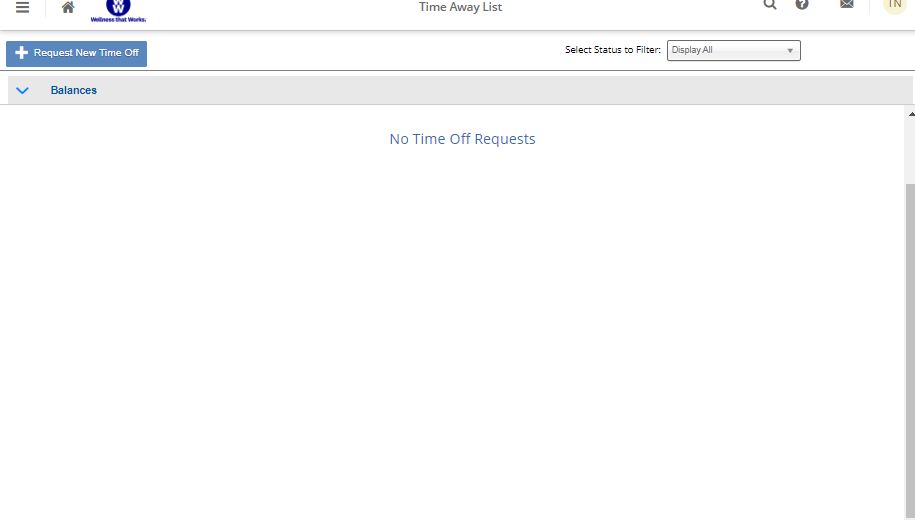 Time Away List
TN
WW
Wellness that Works.
Request New Time Off
Select Status to Filter: Display All
Balances
No Time Off Requests